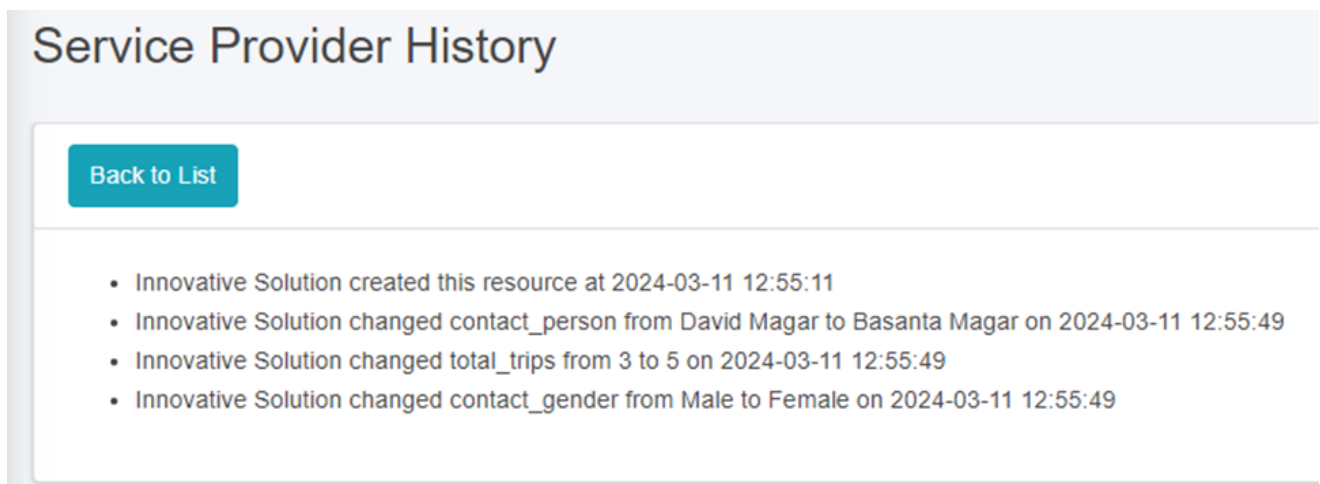 Service Provider History
Back to List
• Innovative Solution created this resource at 2024-03-11 12:55:11
• Innovative Solution changed contact_person from David Magar to Basanta Magar on 2024-03-11 12:55:49
• Innovative Solution changed total_trips from 3 to 5 on 2024-03-11 12:55:49
• Innovative Solution changed contact_gender from Male to Female on 2024-03-11 12:55:49